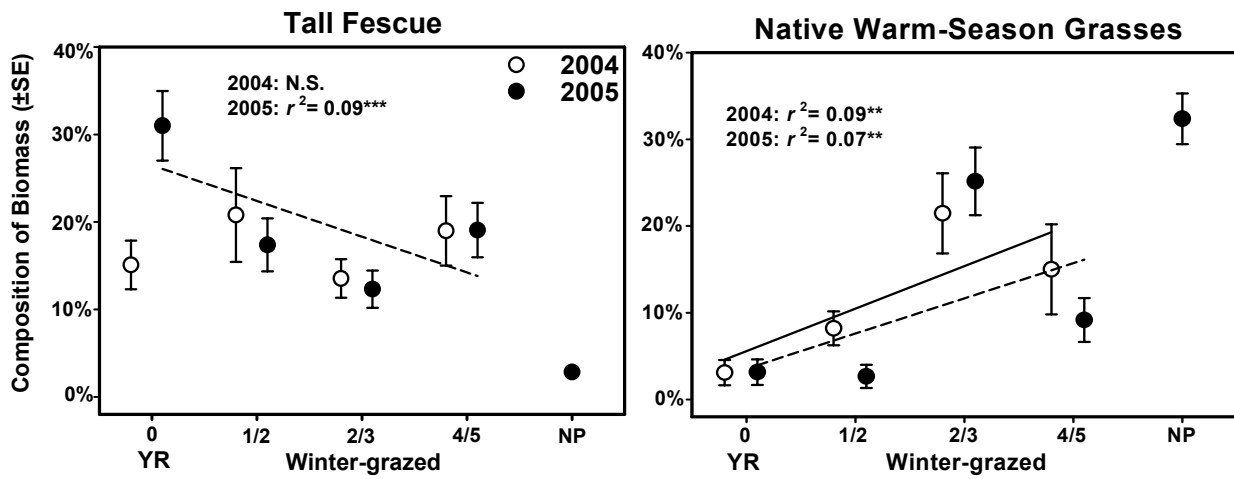 Tall Fescue
Native Warm-Season Grasses
Composition of Biomass (±SE)
40%
30%
20%
10%
0%
2004: N.S.
2005: r²= 0.09***
2004
2005
0 1/2 2/3 4/5 NP
YR Winter-grazed
40%
30%
20%
10%
0%
2004: r²= 0.09**
2005: r²= 0.07**
0 1/2 2/3 4/5 NP
YR Winter-grazed